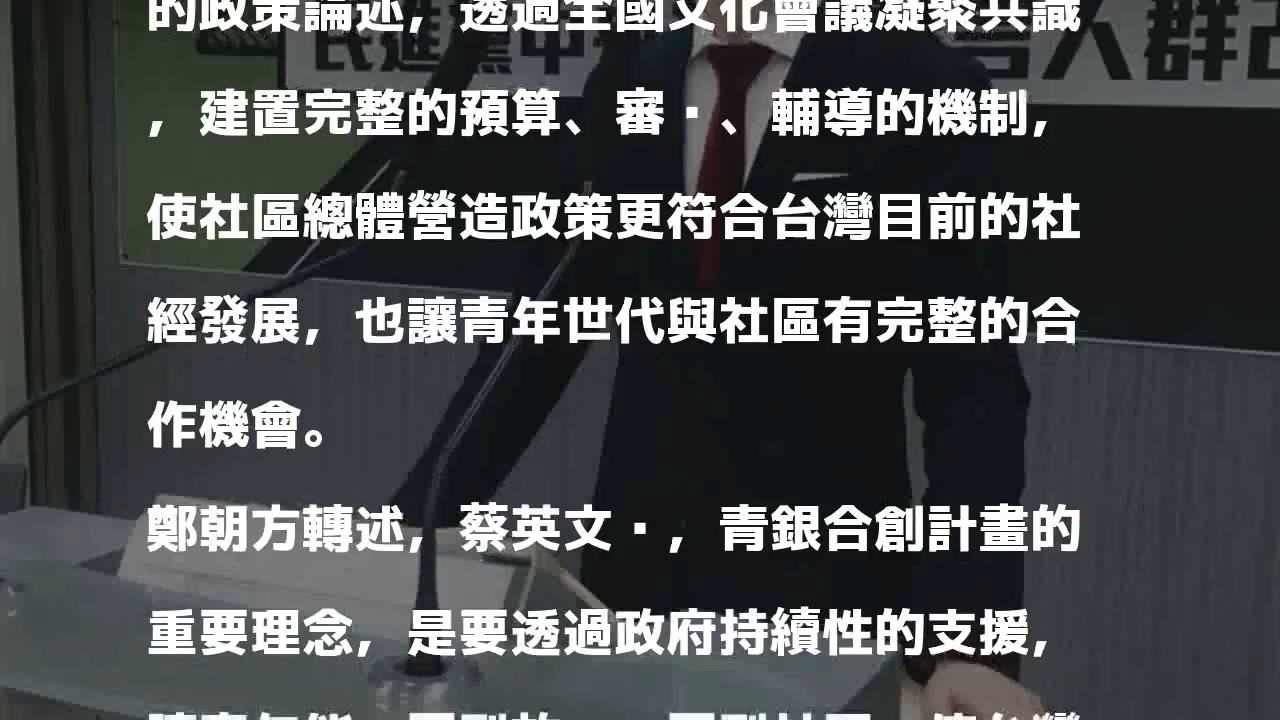 的政策論述，透過全國文化會議凝聚共識
，建置完整的預算、審▪、輔導的機制，
使社區總體營造政策更符合台灣目前的社
經發展，也讓青年世代與社區有完整的合
作機會。
鄭朝方轉述，蔡英文▪，青銀合創計畫的
重要理念，是要透過政府持續性的支援，